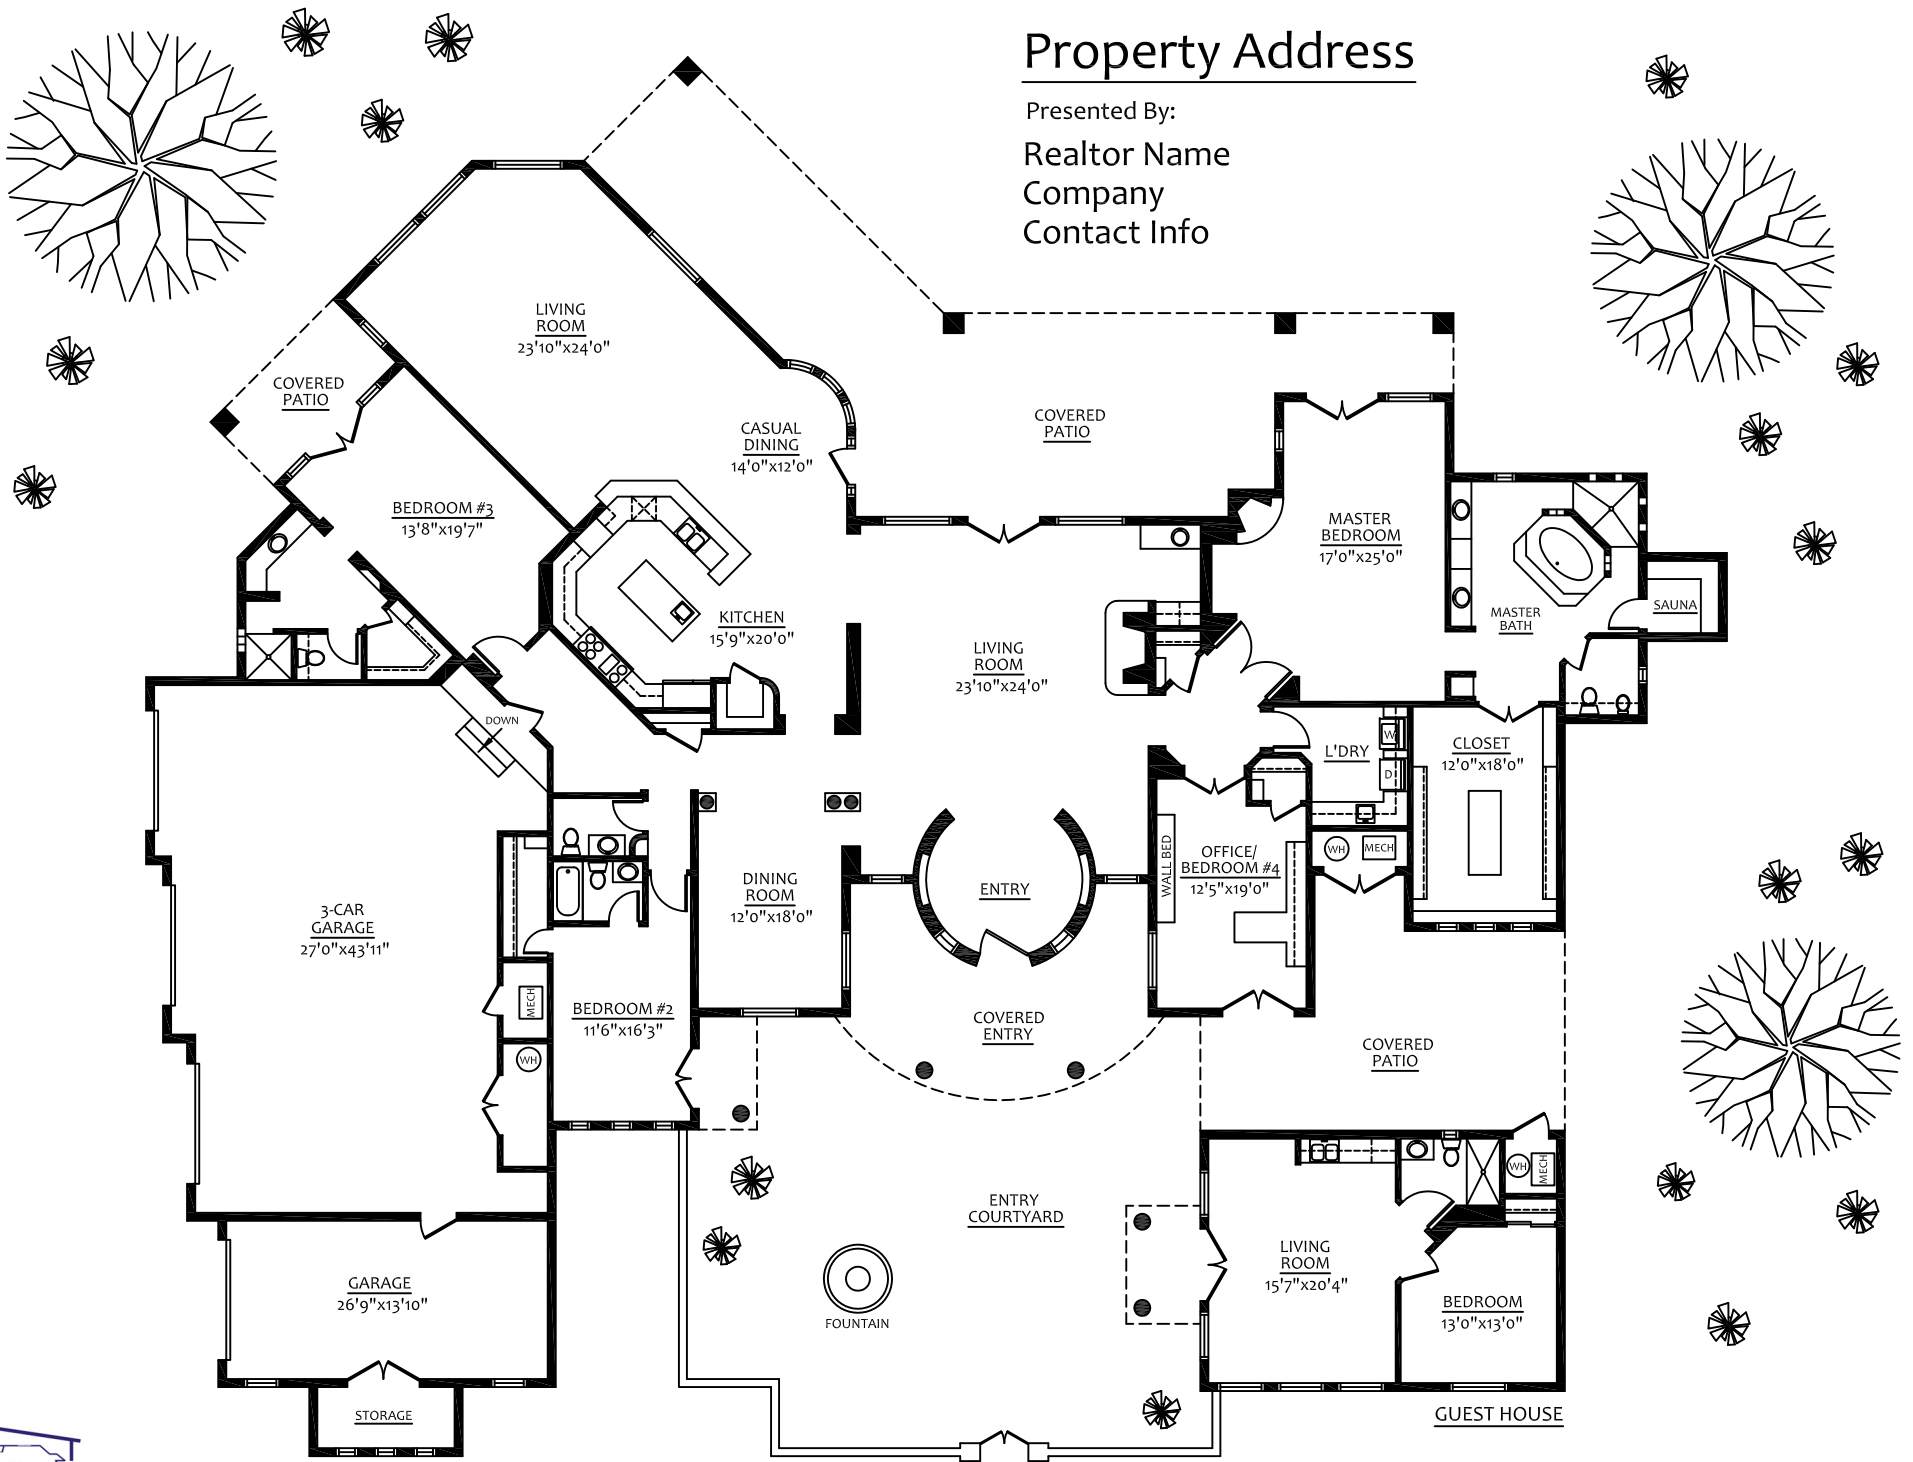 Property Address
Presented By:
Realtor Name
Company
Contact Info
LIVING
ROOM
23'10"x24'0"
COVERED
PATIO
CASUAL
DINING
14'0"x12'0"
COVERED
PATIO
BEDROOM #3
13'8"x19'7"
MASTER
BEDROOM
17'0"x25'0"
KITCHEN
15'9"x20'0"
MASTER
BATH
SAUNA
LIVING
ROOM
23'10"x24'0"
DOWN
L'DRY
W
D
CLOSET
12'0"x18'0"
WH
MECH
WALL BED
OFFICE/
BEDROOM #4
12'5"x19'0"
DINING
ROOM
12'0"x18'0"
ENTRY
3-CAR
GARAGE
27'0"x43'11"
MECH
WH
BEDROOM #2
11'6"x16'3"
COVERED
ENTRY
COVERED
PATIO
WH
MECH
ENTRY
COURTYARD
LIVING
ROOM
15'7"x20'4"
BEDROOM
13'0"x13'0"
GARAGE
26'9"x13'10"
FOUNTAIN
STORAGE
GUEST HOUSE